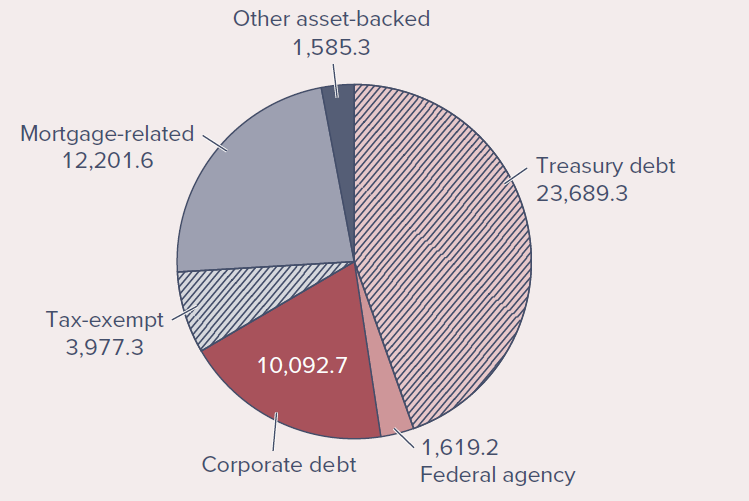 Other asset-backed
1,585.3
Mortgage-related
12,201.6
Treasury debt
23,689.3
Tax-exempt
3,977.3
10,092.7
Corporate debt
1,619.2
Federal agency